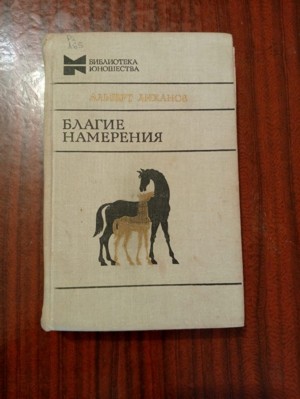 БИБЛИОТЕКА
ЮНОШЕСТВА
АЛЬБЕРТ ЛИХАНОВ
БЛАГИЕ
НАМЕРЕНИЯ